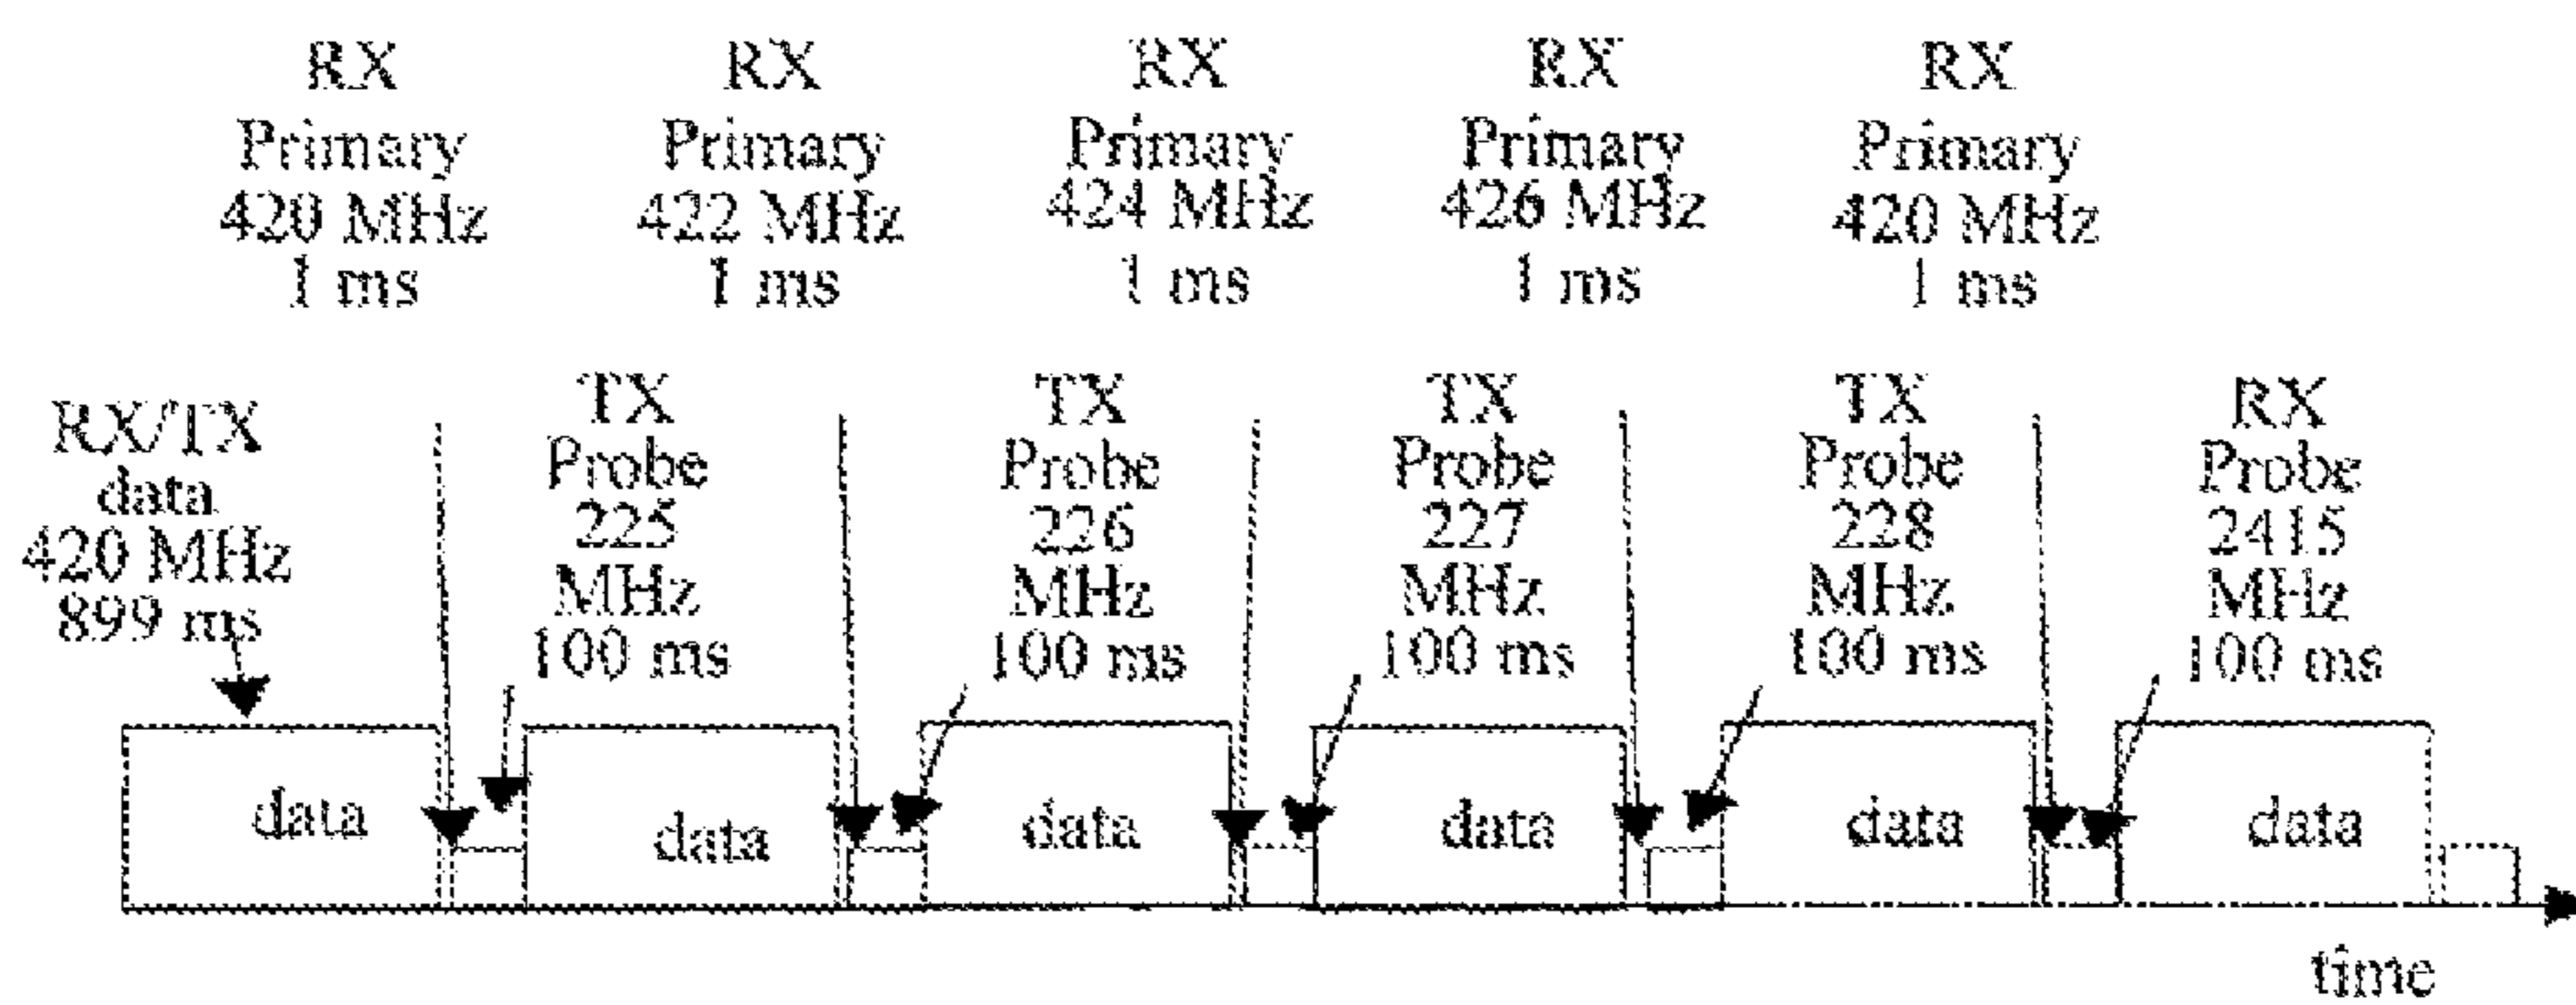 RX
Primary
420 MHz
1 ms
RX
Primary
422 MHz
1 ms
RX
Primary
424 MHz
1 ms
RX
Primary
426 MHz
1 ms
RX
Primary
420 MHz
1 ms
RX/TX
data
420 MHz
899 ms
TX
Probe
225
MHz
100 ms
TX
Probe
226
MHz
100 ms
TX
Probe
227
MHz
100 ms
TX
Probe
228
MHz
100 ms
RX
Probe
2415
MHz
100 ms
data
data
data
data
data
data
time